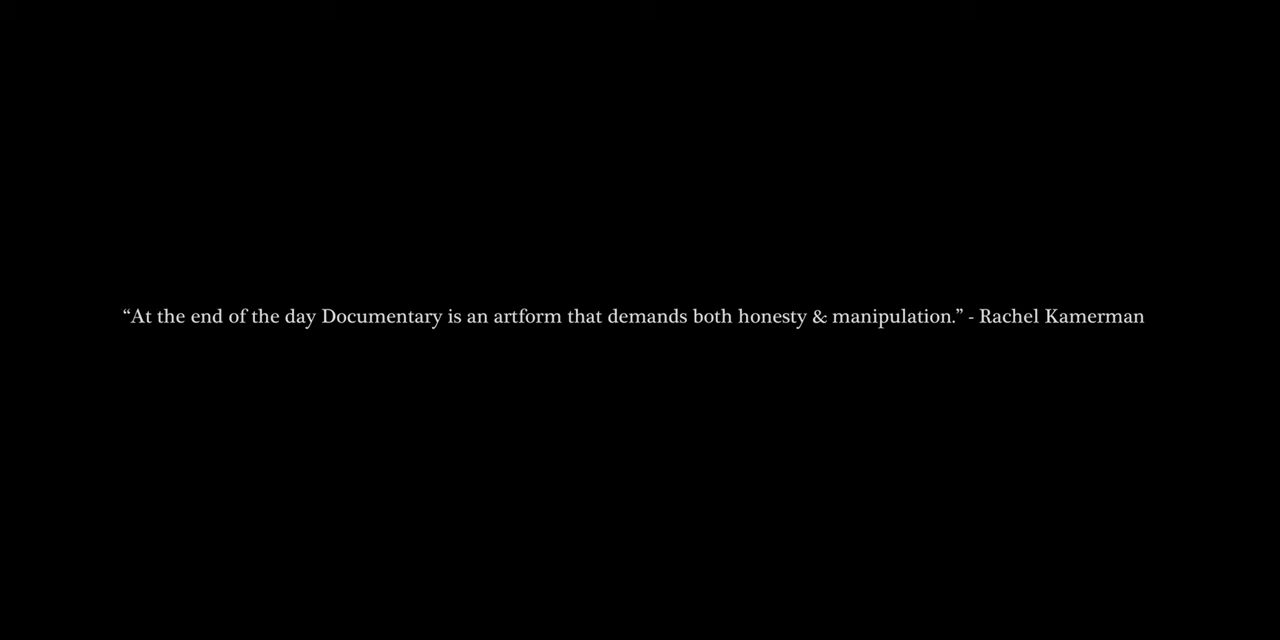 “At the end of the day Documentary is an artform that demands both honesty & manipulation.” - Rachel Kamerman